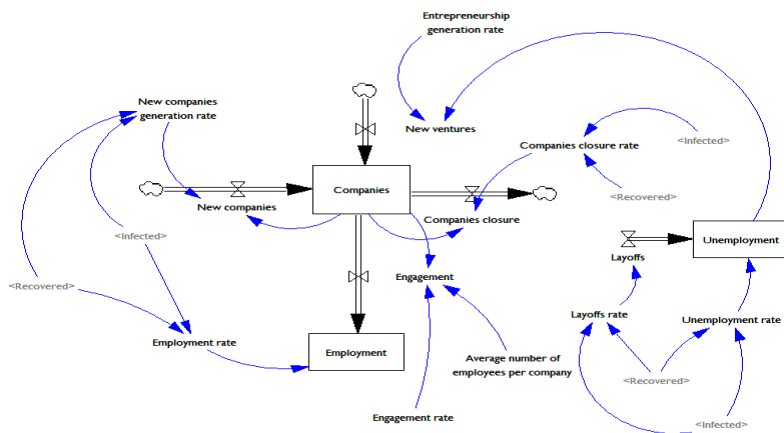 Entrepreneurship
generation rate
New companies
generation rate
New ventures
Companies closure rate
<Infected>
Companies
<Recovered>
New companies
Companies closure
<Infected>
Unemployment
Layoffs
Engagement
<Recovered>
Layoffs rate
Unemployment rate
Employment rate
Employment
Average number of
employees per company
<Recovered>
Engagement rate
<Infected>